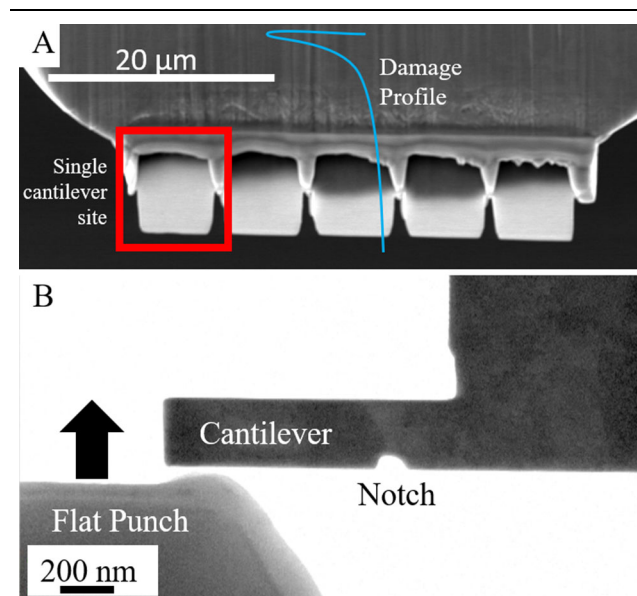 A
20 µm
Damage
Profile
Single
cantilever
site
B
Cantilever
Notch
Flat Punch
200 nm